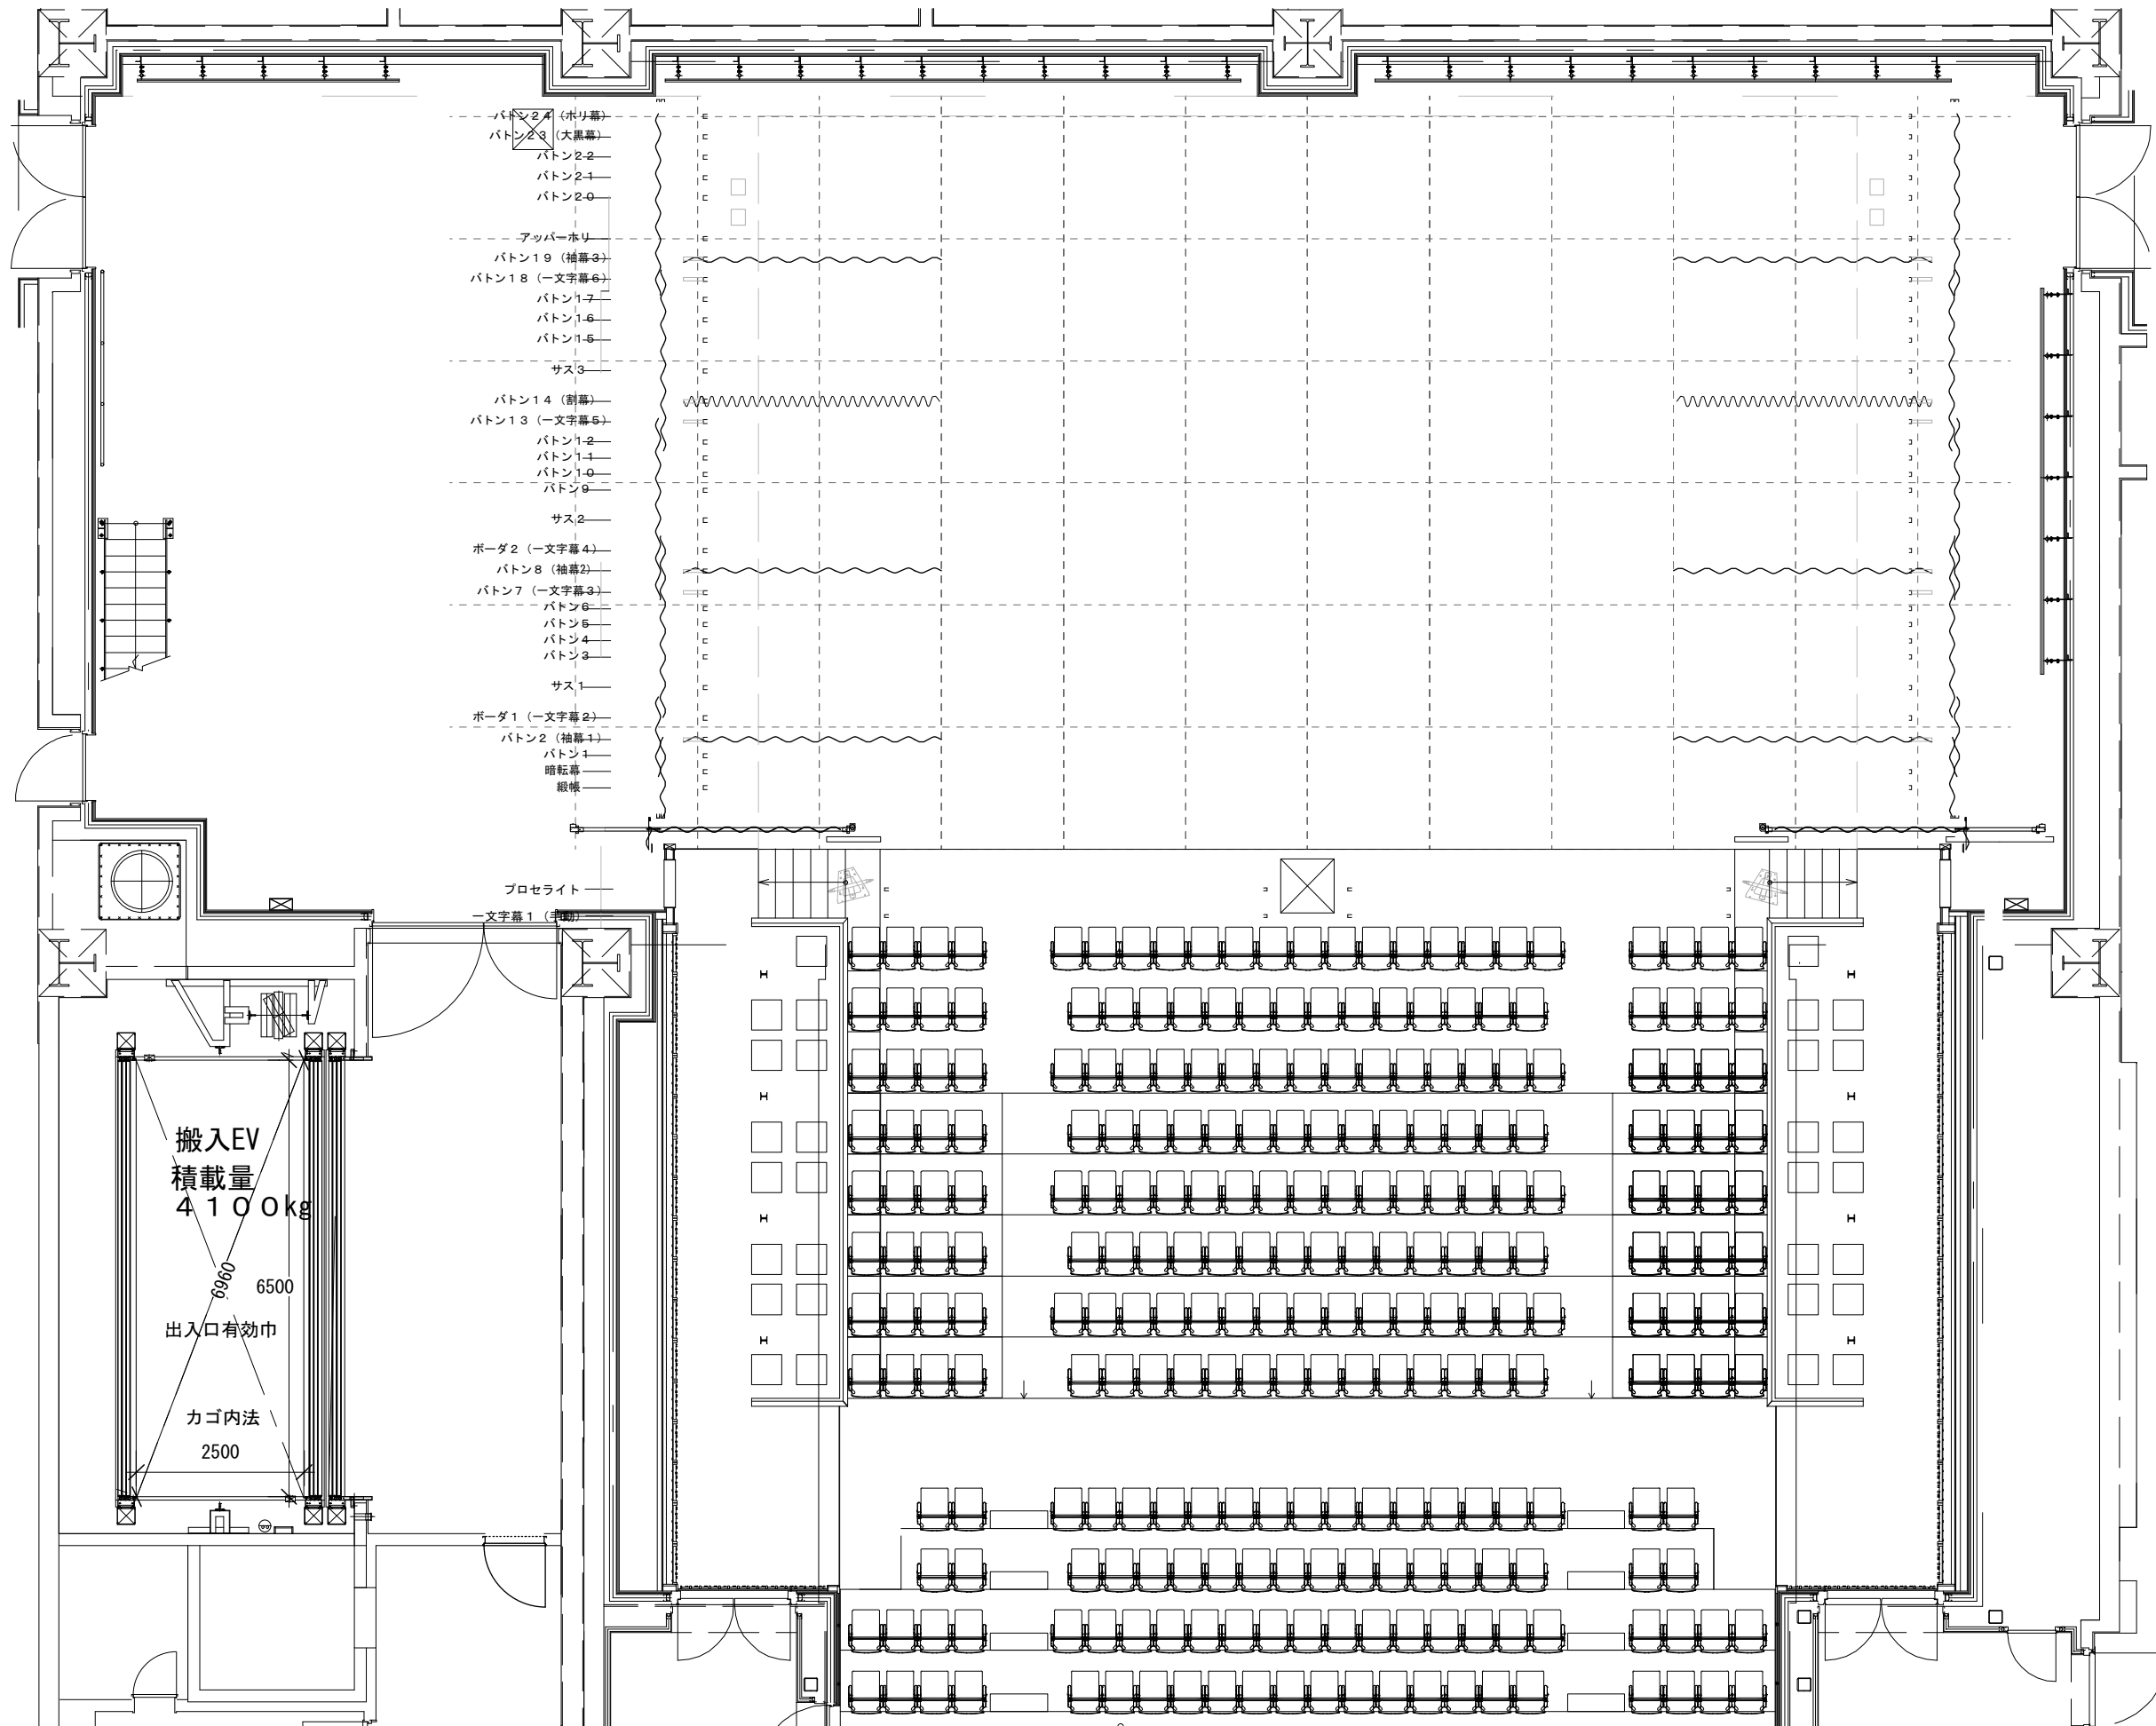 バトン２４（ホリ幕）
バトン２３（大黒幕）
バトン２２
バトン２１
バトン２０
アッパーホリ
バトン１９（袖幕３）
バトン１８（一文字幕６）
バトン１７
バトン１６
バトン１５
サス３
バトン１４（割幕）
バトン１３（一文字幕５）
バトン１２
バトン１１
バトン１０
バトン９
サス２
ボーダ２（一文字幕４）
バトン８（袖幕2）
バトン７（一文字幕３）
バトン６
バトン５
バトン４
バトン３
サス１
ボーダ１（一文字幕２）
バトン２（袖幕１）
バトン１
暗転幕
緞帳
プロセライト
一文字幕１（手動）
搬入EV
積載量
４１００kg
6960
6500
出入口有効巾
カゴ内法
2500